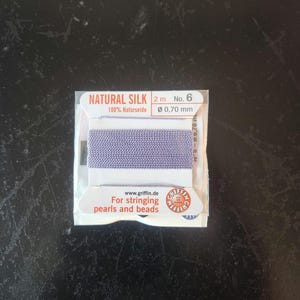 NATURAL SILK
100% Naturseide
2 m No. 6
Ø 0,70 mm
www.griffin.de
For stringing
pearls and beads